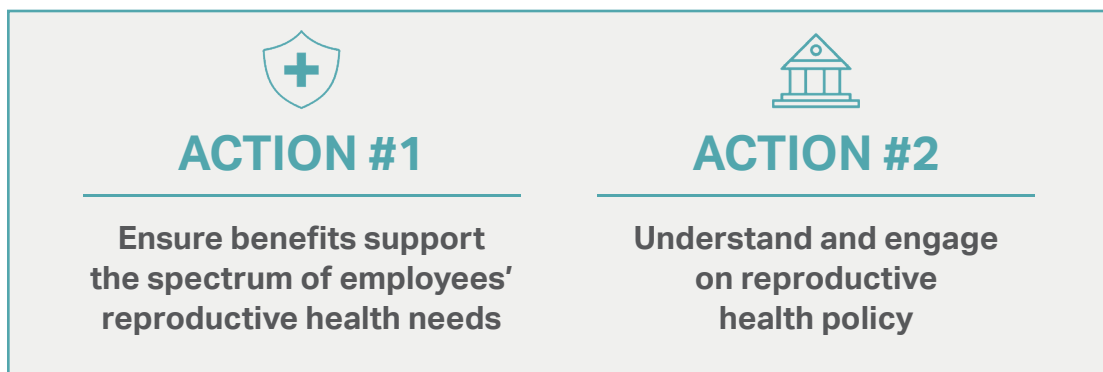 ACTION #1
Ensure benefits support
the spectrum of employees’
reproductive health needs
ACTION #2
Understand and engage
on reproductive
health policy